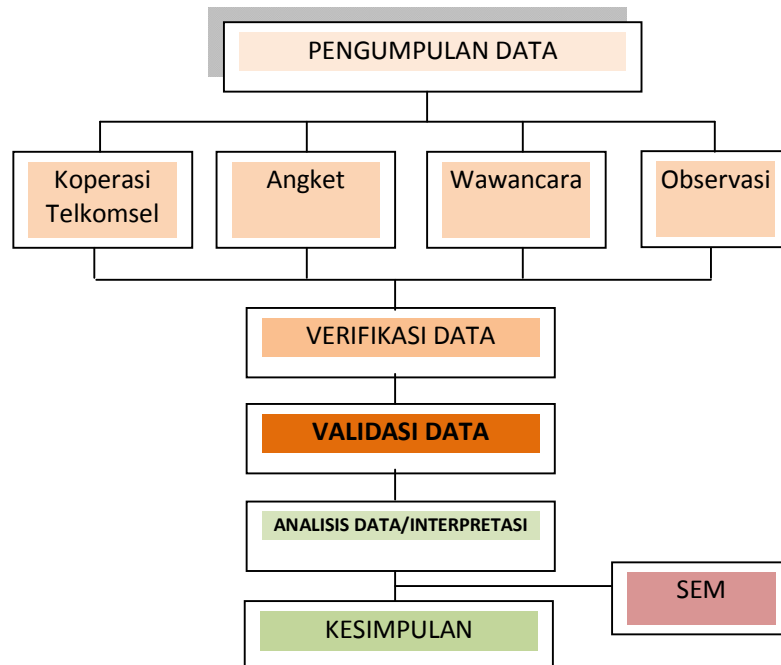 PENGUMPULAN DATA
Koperasi
Telkomsel
Angket
Wawancara
Observasi
VERIFIKASI DATA
VALIDASI DATA
ANALISIS DATA/INTERPRETASI
SEM
KESIMPULAN